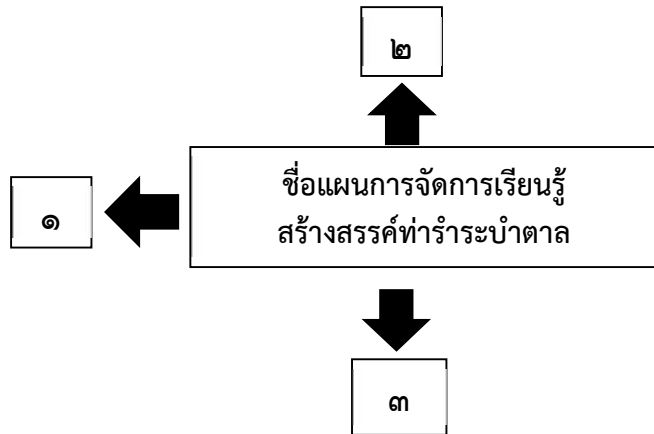 ๒
ชื่อแผนการจัดการเรียนรู้
สร้างสรรค์ท่ารำระบำตาล
๑
๓